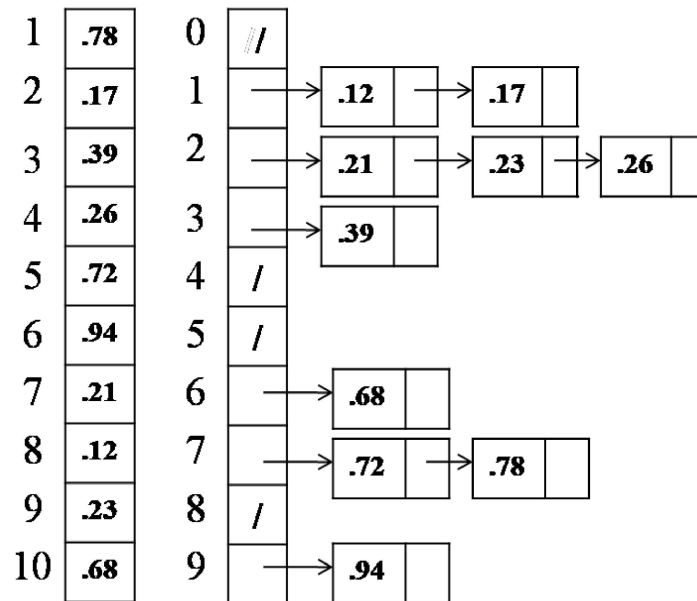 1 .78 0 /
2 .17 1 .12 .17
3 .39 2 .21 .23 .26
4 .26 3 .39
5 .72 4 /
6 .94 5 /
7 .21 6 .68
8 .12 7 .72 .78
9 .23 8 /
10 .68 9 .94